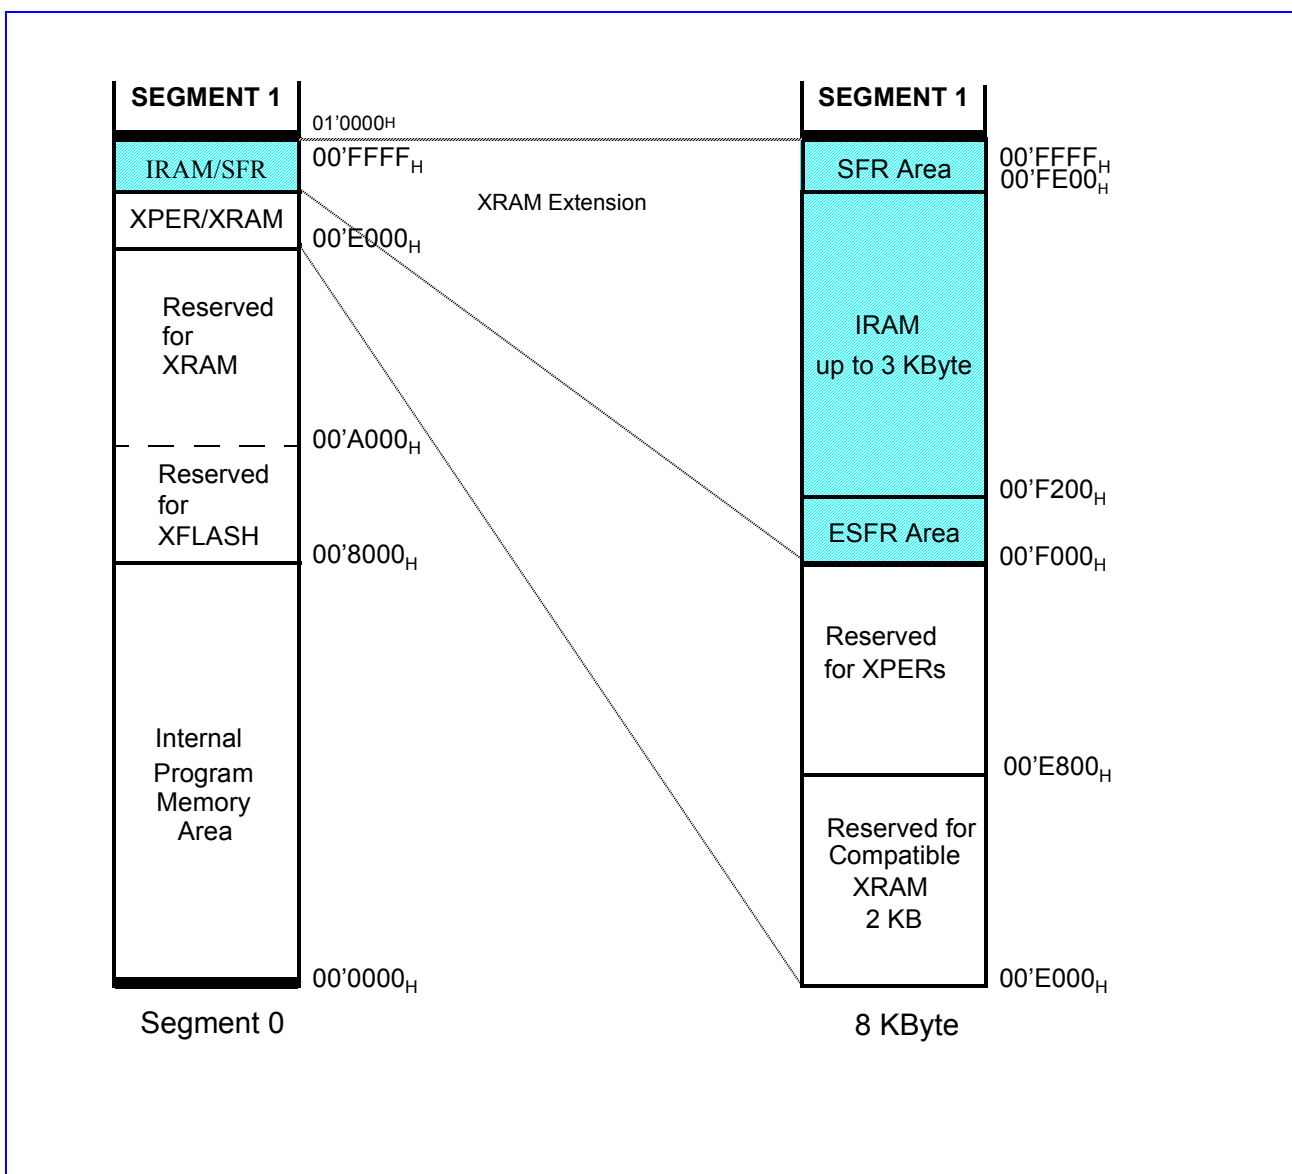 SEGMENT 1
01'0000H
IRAM/SFR
00’FFFFH
XPER/XRAM
00’E000H
Reserved
for
XRAM
00’A000H
Reserved
for
XFLASH
00’8000H
Internal
Program
Memory
Area
00’0000H
Segment 0
XRAM Extension
SEGMENT 1
SFR Area
00’FFFFH
00’FE00H
IRAM
up to 3 KByte
00’F200H
ESFR Area
00’F000H
Reserved
for XPERs
00’E800H
Reserved for
Compatible
XRAM
2 KB
00’E000H
8 KByte